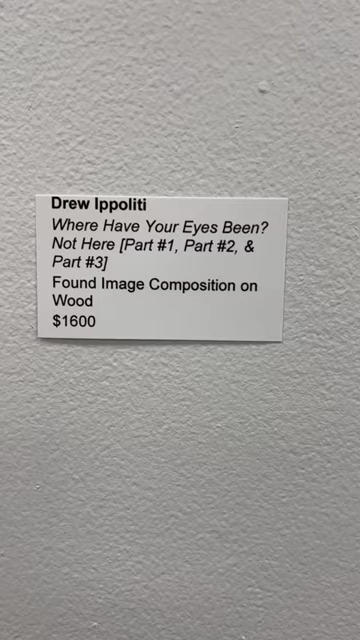 Drew Ippoliti
Where Have Your Eyes Been?
Not Here [Part #1, Part #2, &
Part #3]
Found Image Composition on
Wood
$1600